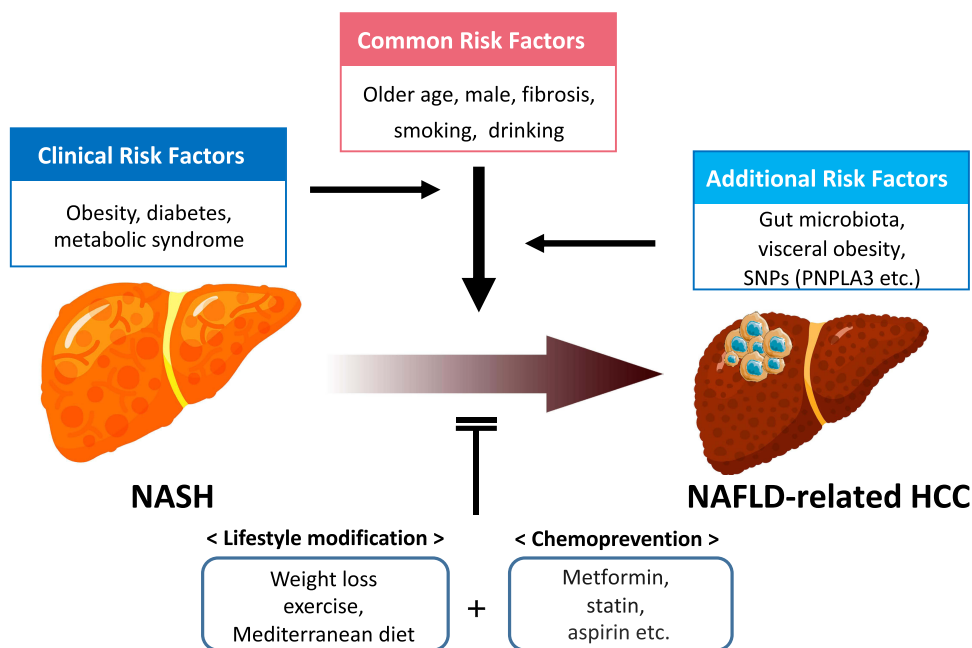 Common Risk Factors
Older age, male, fibrosis,
smoking, drinking
Clinical Risk Factors
Obesity, diabetes,
metabolic syndrome
Additional Risk Factors
Gut microbiota,
visceral obesity,
SNPs (PNPLA3 etc.)
NASH
NAFLD-related HCC
< Lifestyle modification >
Weight loss
exercise,
Mediterranean diet
+
< Chemoprevention >
Metformin,
statin,
aspirin etc.